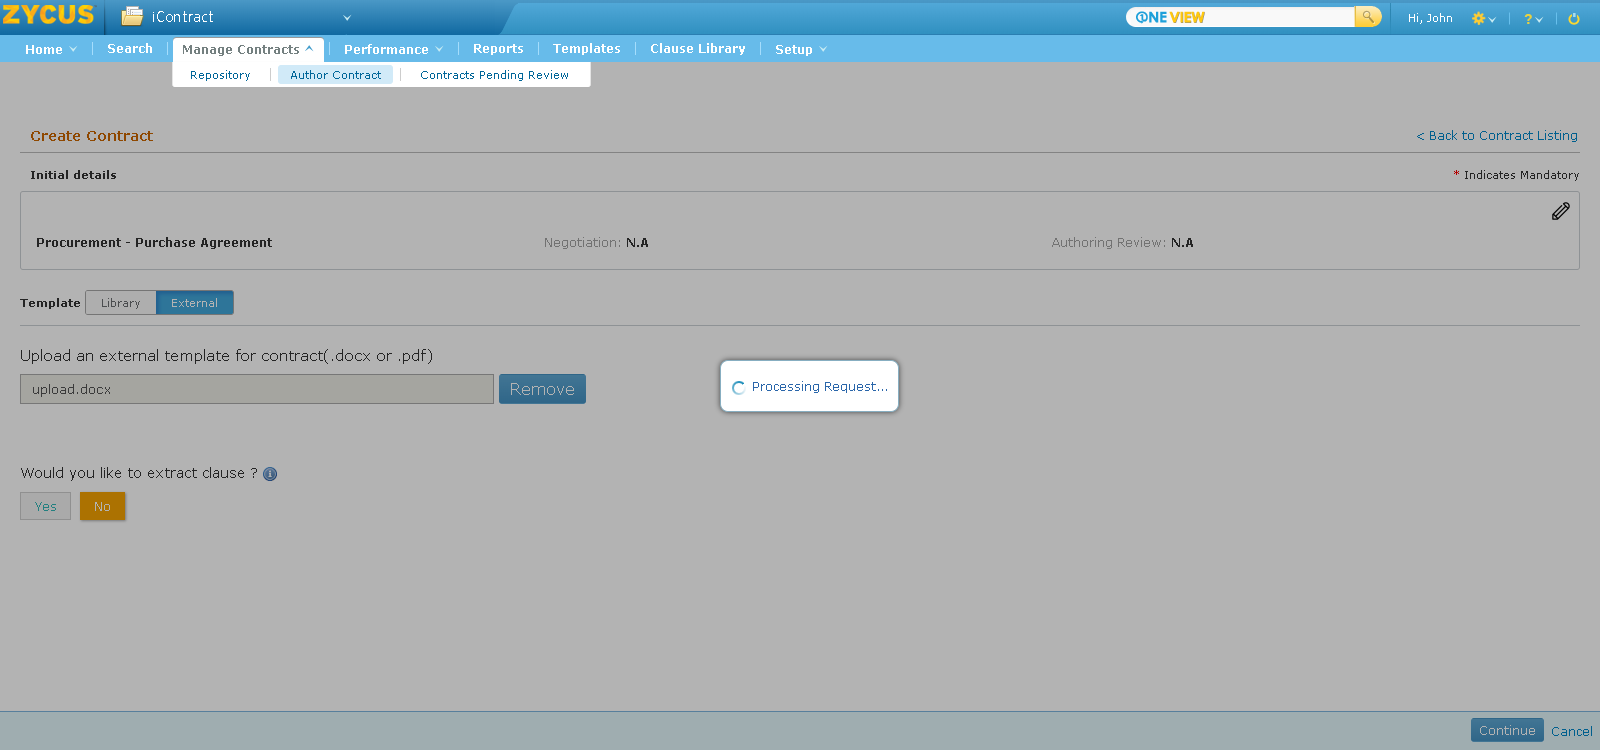 ZYCUS iContract ONE VIEW Hi, John ?
Home Search Manage Contracts Performance Reports Templates Clause Library Setup
Repository Author Contract Contracts Pending Review
Create Contract < Back to Contract Listing
Initial details * Indicates Mandatory
Procurement - Purchase Agreement Negotiation: N.A Authoring Review: N.A
Template Library External
Upload an external template for contract(.docx or .pdf)
upload.docx Remove
Processing Request...
Would you like to extract clause ? i
Yes No
Continue Cancel